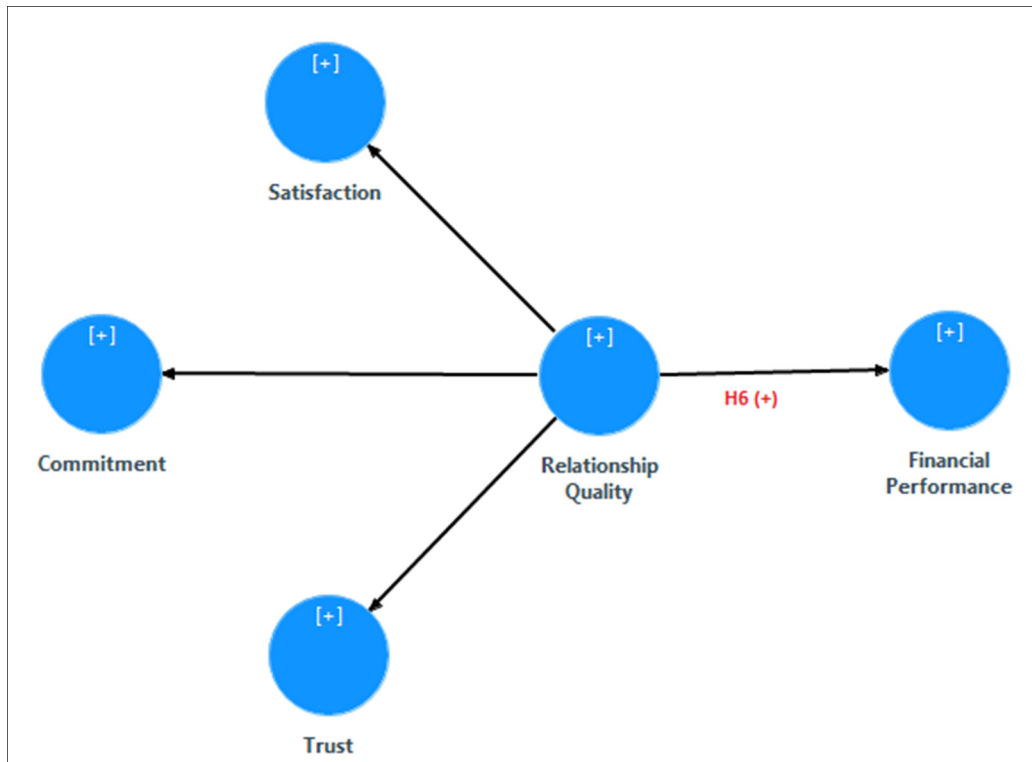 [+]
Satisfaction
[+]
Commitment
[+]
Relationship
Quality
H6 (+)
[+]
Financial
Performance
[+]
Trust